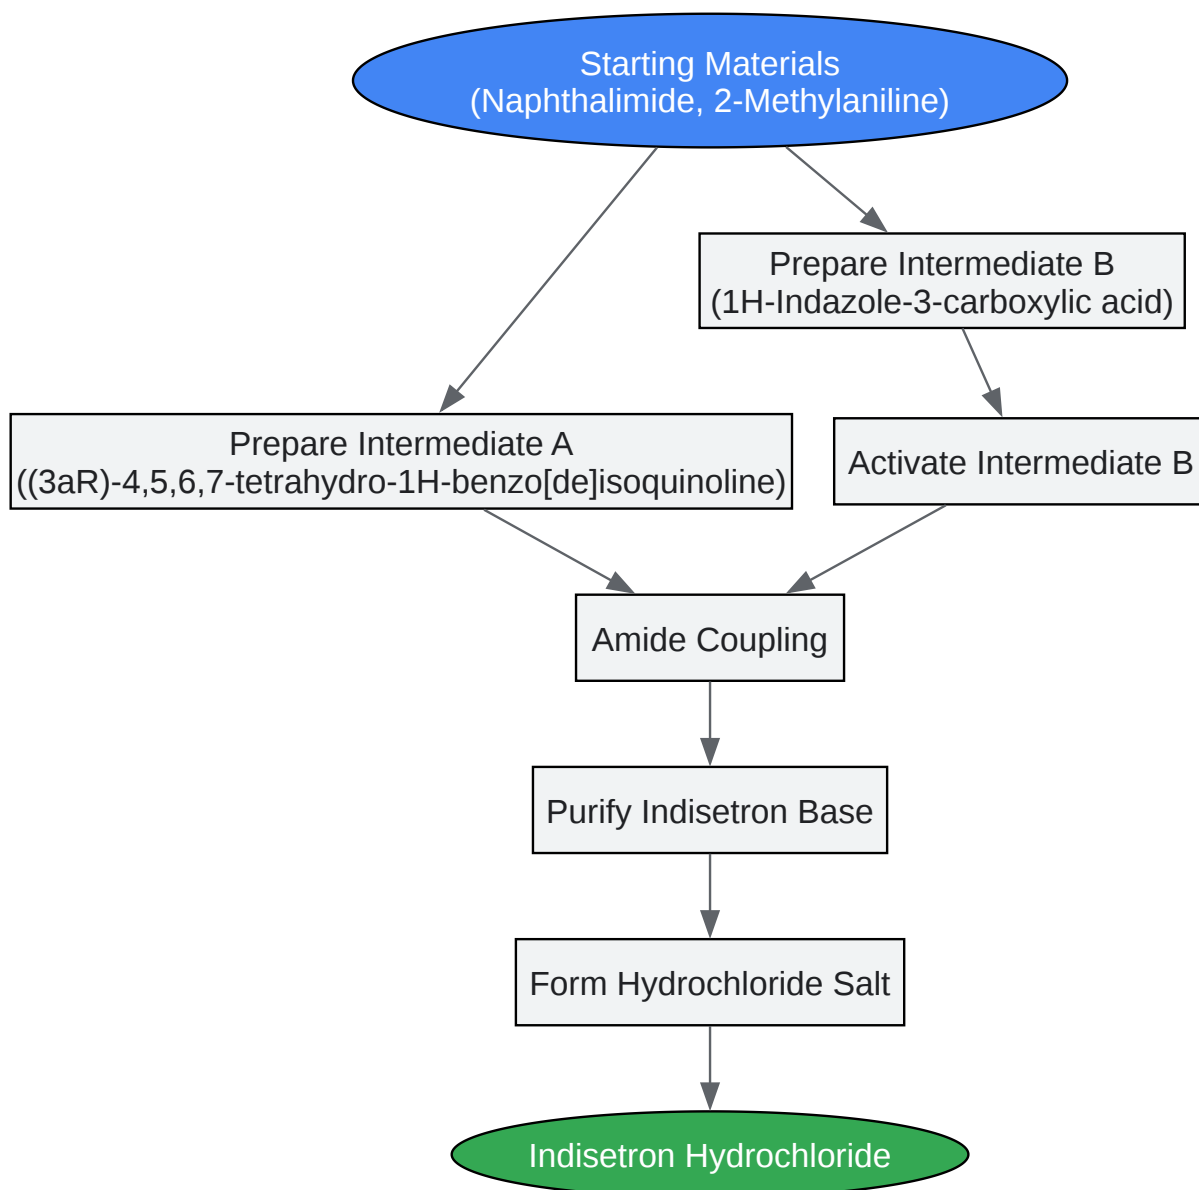 Starting Materials
(Naphthalimide, 2-Methylaniline)
Prepare Intermediate B
(1H-Indazole-3-carboxylic acid)
Prepare Intermediate A
((3aR)-4,5,6,7-tetrahydro-1H-benzo[de]isoquinoline)
Activate Intermediate B
Amide Coupling
Purify Indisetron Base
Form Hydrochloride Salt
Indisetron Hydrochloride